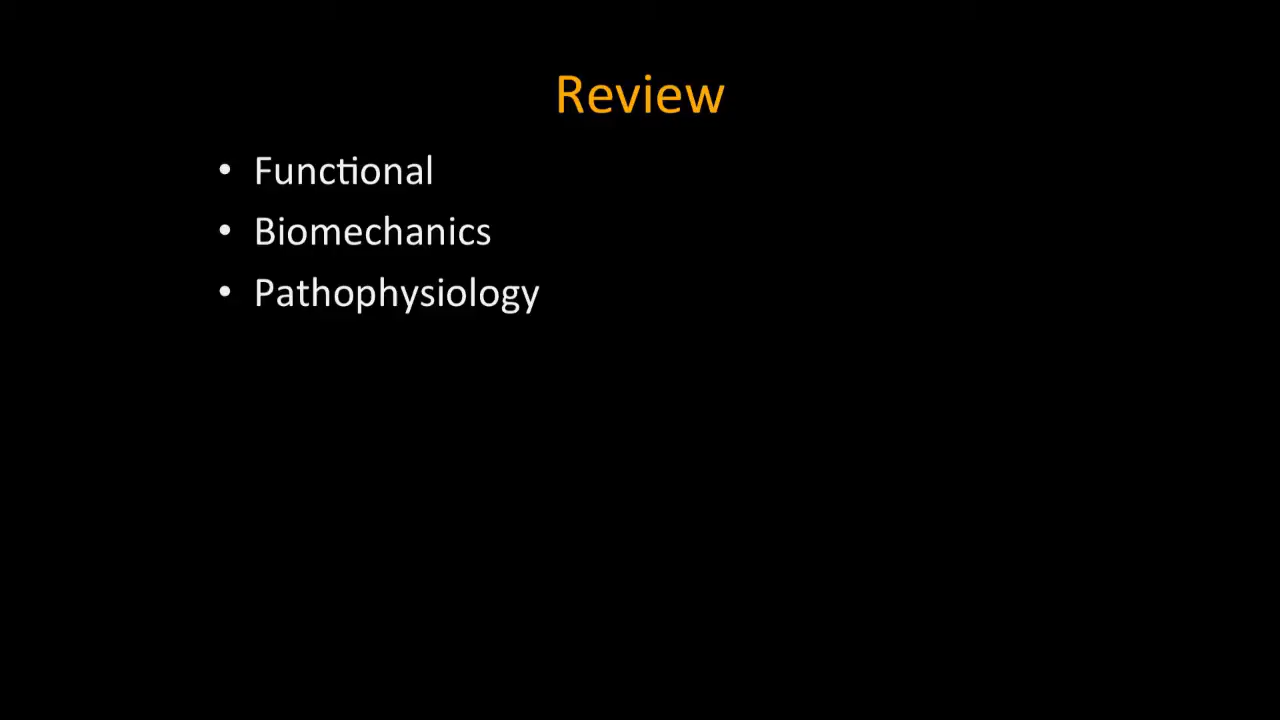 Review
• Functional
• Biomechanics
• Pathophysiology